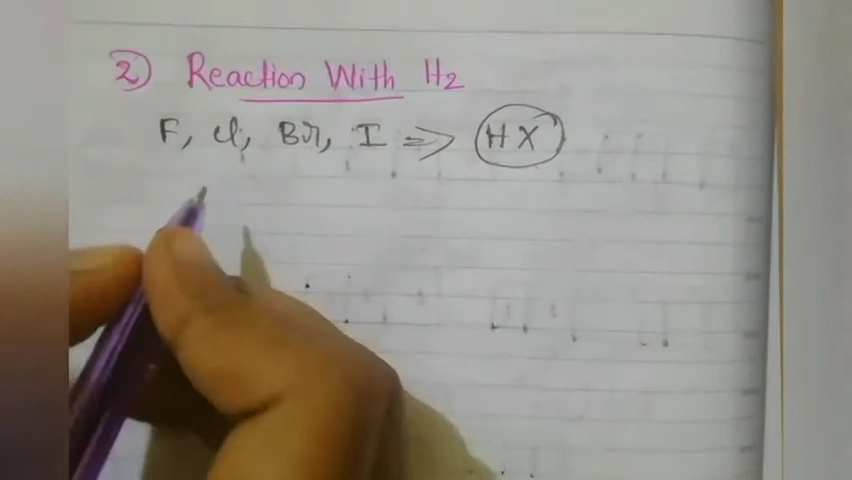 2) Reaction With H2
F, Cl, Br, I => HX